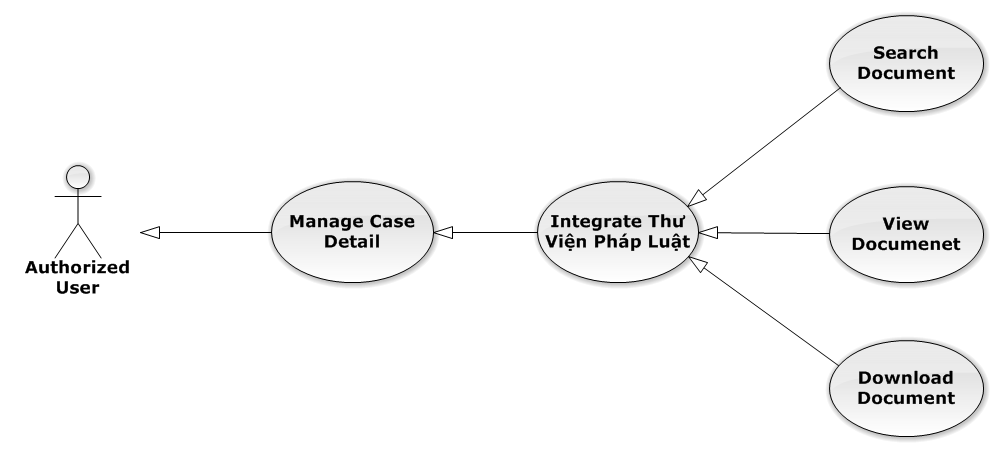 Search
Document
Authorized
User
Manage Case
Detail
Integrate Thư
Viện Pháp Luật
View
Documenet
Download
Document